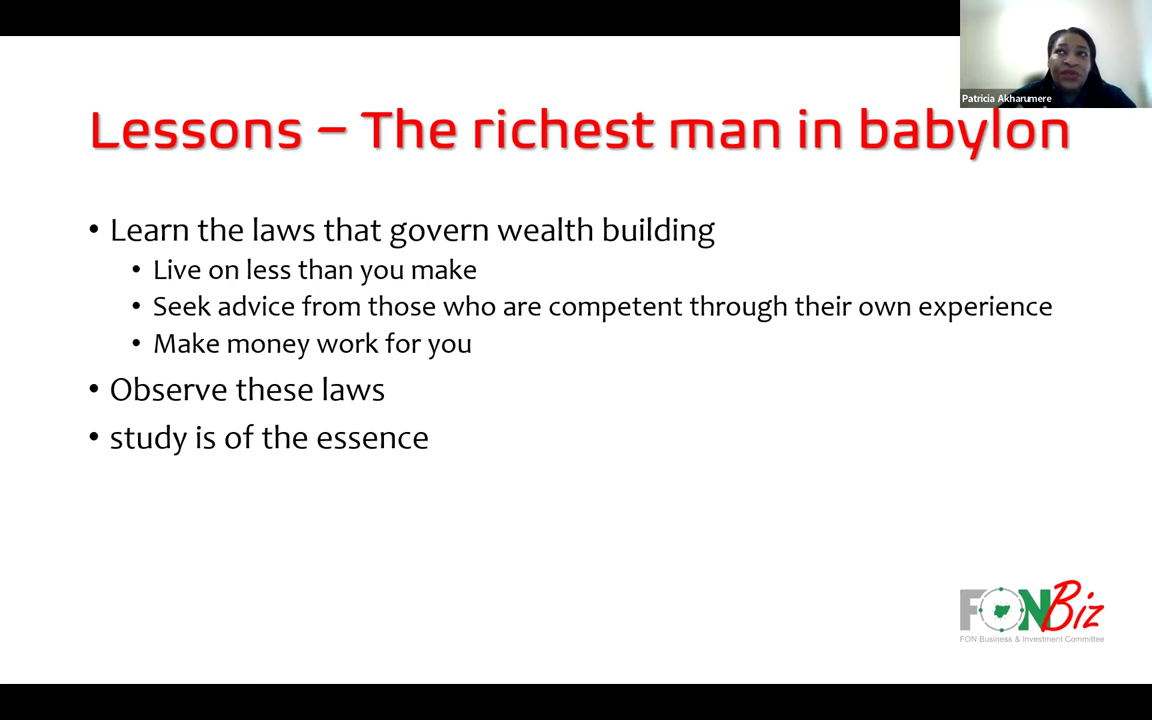 Patricia Akharumere
Lessons – The richest man in babylon
• Learn the laws that govern wealth building
• Live on less than you make
• Seek advice from those who are competent through their own experience
• Make money work for you
• Observe these laws
• study is of the essence
FONBiz
FON Business & Investment Committee